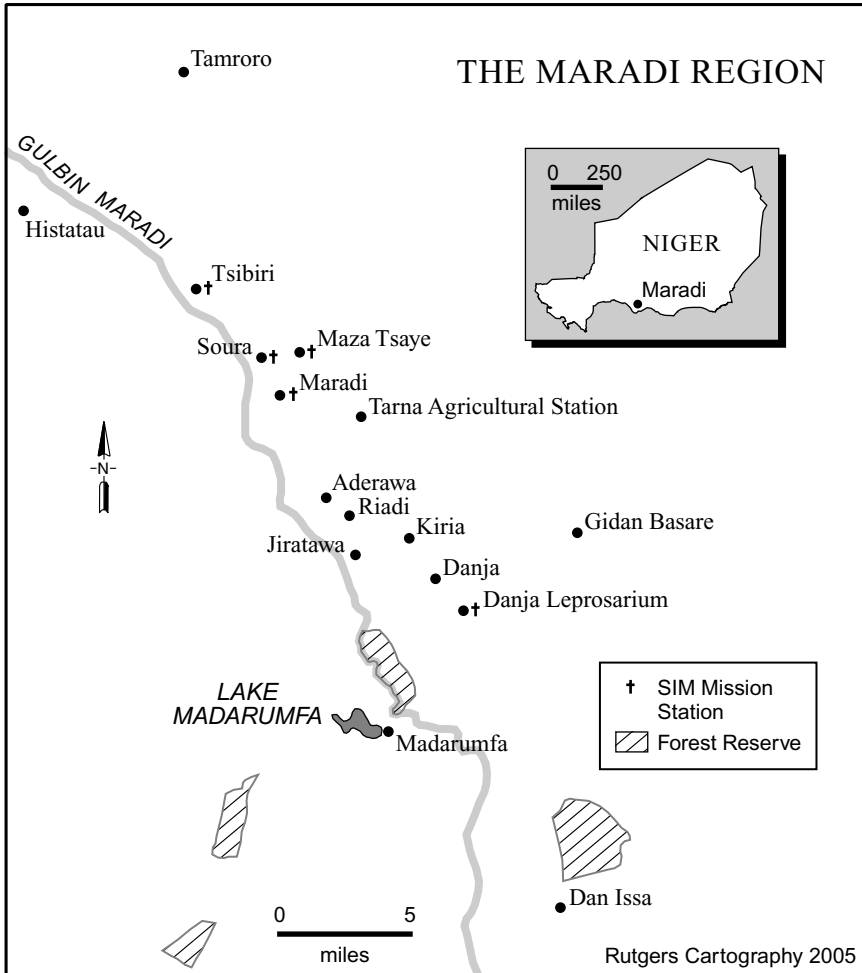 Tamroro
THE MARADI REGION
GULBIN MARADI
0 250
miles
NIGER
Maradi
Histatau
Tsibiri
Soura
Maza Tsaye
Maradi
Tarna Agricultural Station
-N-
Aderawa
Riadi
Kiria
Gidan Basare
Jiratawa
Danja
Danja Leprosarium
LAKE
MADARUMFA
Madarumfa
SIM Mission
Station
Forest Reserve
Dan Issa
0 5
miles
Rutgers Cartography 2005